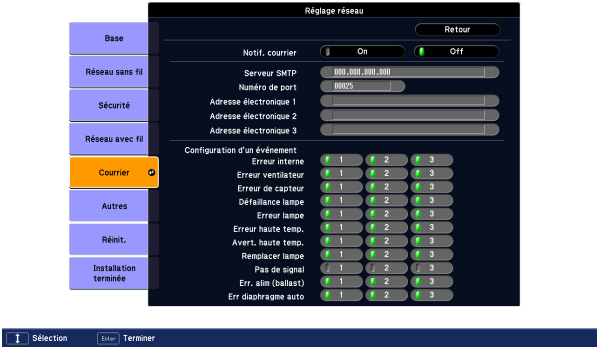 Réglage réseau
Retour
Base
Réseau sans fil
Sécurité
Réseau avec fil
Courrier
Autres
Réinit.
Installation
terminée
Notif. courrier On Off
Serveur SMTP 000.000.000.000
Numéro de port 00025
Adresse électronique 1
Adresse électronique 2
Adresse électronique 3
Configuration d'un événement
Erreur interne 1 2 3
Erreur ventilateur 1 2 3
Erreur de capteur 1 2 3
Défaillance lampe 1 2 3
Erreur lampe 1 2 3
Erreur haute temp. 1 2 3
Avert. haute temp. 1 2 3
Remplacer lampe 1 2 3
Pas de signal 1 2 3
Err. alim (ballast) 1 2 3
Err diaphragme auto 1 2 3
Sélection Enter Terminer